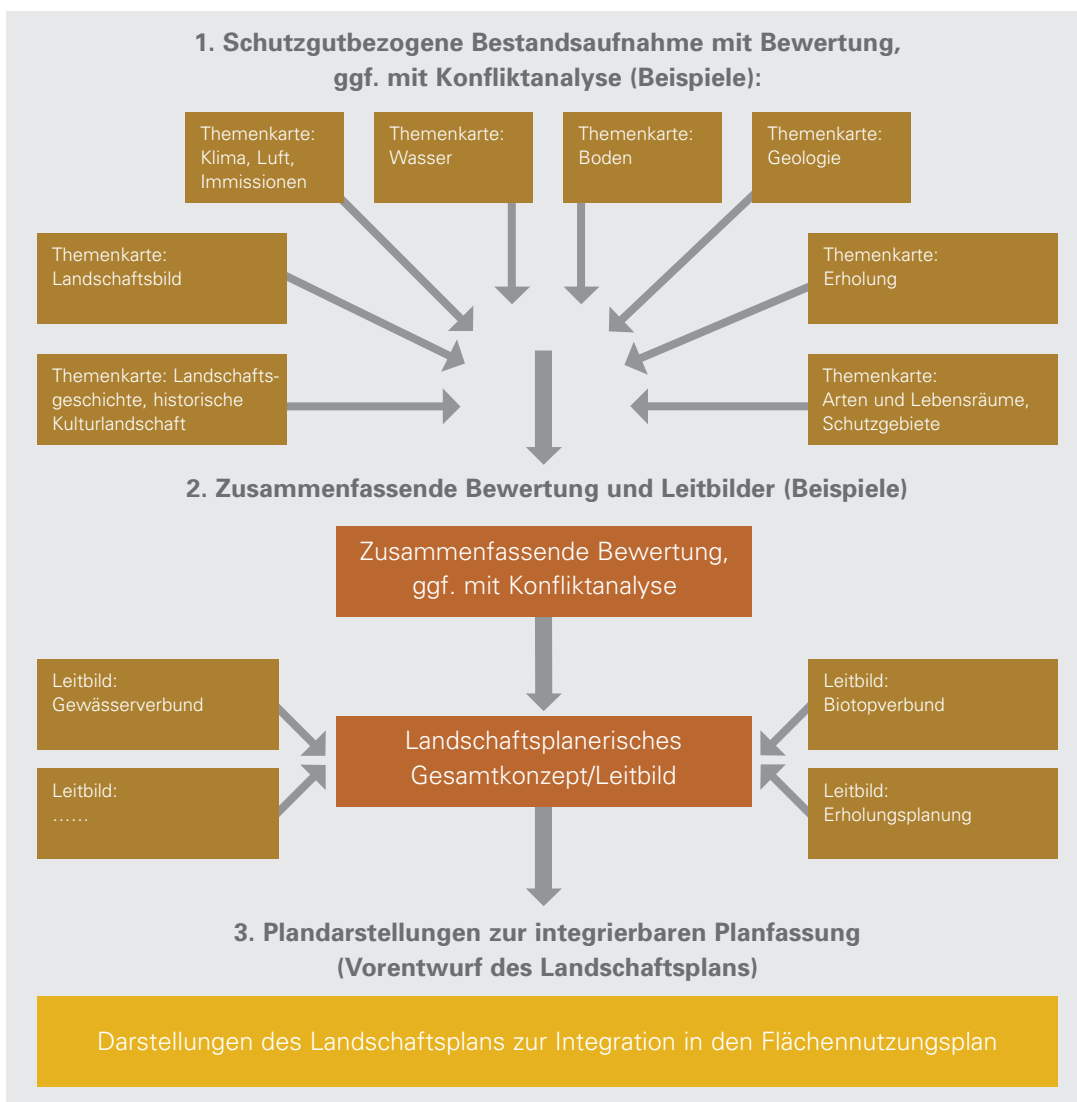 1. Schutzgutbezogene Bestandsaufnahme mit Bewertung,
ggf. mit Konfliktanalyse (Beispiele):
Themenkarte:
Klima, Luft,
Immissionen
Themenkarte:
Wasser
Themenkarte:
Boden
Themenkarte:
Geologie
Themenkarte:
Landschaftsbild
Themenkarte:
Erholung
Themenkarte: Landschafts-
geschichte, historische
Kulturlandschaft
Themenkarte:
Arten und Lebensräume,
Schutzgebiete
2. Zusammenfassende Bewertung und Leitbilder (Beispiele)
Zusammenfassende Bewertung,
ggf. mit Konfliktanalyse
Leitbild:
Gewässerverbund
Leitbild:
Biotopverbund
Landschaftsplanerisches
Gesamtkonzept/Leitbild
Leitbild:
……
Leitbild:
Erholungsplanung
3. Plandarstellungen zur integrierbaren Planfassung
(Vorentwurf des Landschaftsplans)
Darstellungen des Landschaftsplans zur Integration in den Flächennutzungsplan